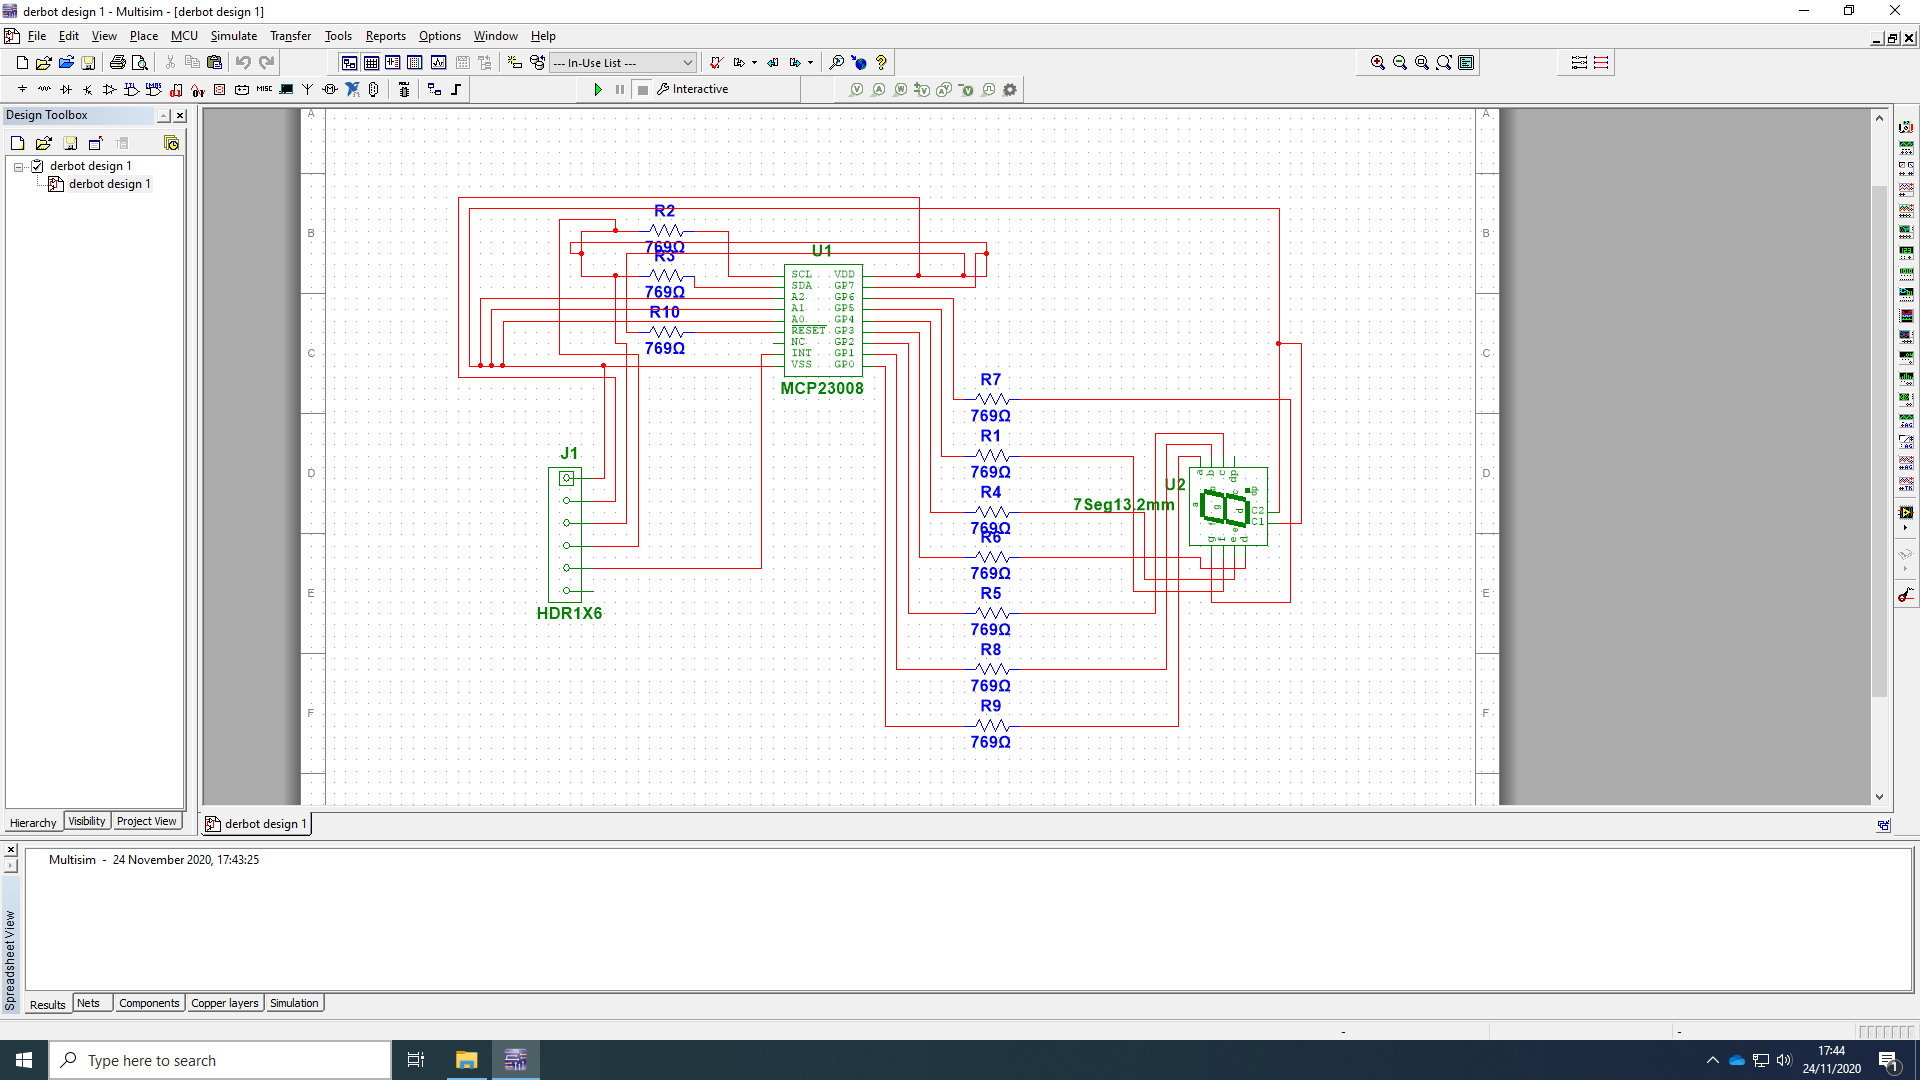 derbot design 1 - Multisim - [derbot design 1]
File Edit View Place MCU Simulate Transfer Tools Reports Options Window Help
--- In-Use List ---
MISC
Interactive
Design Toolbox
derbot design 1
derbot design 1
A
A
B
B
C
C
D
D
E
E
F
F
R2
769Ω
R3
769Ω
R10
769Ω
U1
SCL VDD
SDA GP7
A2 GP6
A1 GP5
A0 GP4
RESET GP3
NC GP2
INT GP1
VSS GP0
MCP23008
R7
769Ω
R1
769Ω
R4
769Ω
R6
769Ω
R5
769Ω
R8
769Ω
R9
769Ω
J1
HDR1X6
U2
7Seg13.2mm
a b c dp
C2
C1
g f e d
Hierarchy Visibility Project View
derbot design 1
Multisim - 24 November 2020, 17:43:25
Spreadsheet View
Results Nets Components Copper layers Simulation
- -
Type here to search
17:44
24/11/2020
1